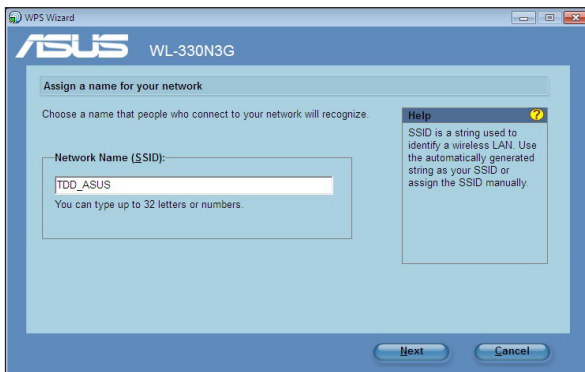 WPS Wizard
ASUS WL-330N3G
Assign a name for your network
Choose a name that people who connect to your network will recognize.
Network Name (SSID):
TDD_ASUS
You can type up to 32 letters or numbers.
Help
SSID is a string used to
identify a wireless LAN. Use
the automatically generated
string as your SSID or
assign the SSID manually.
Next Cancel